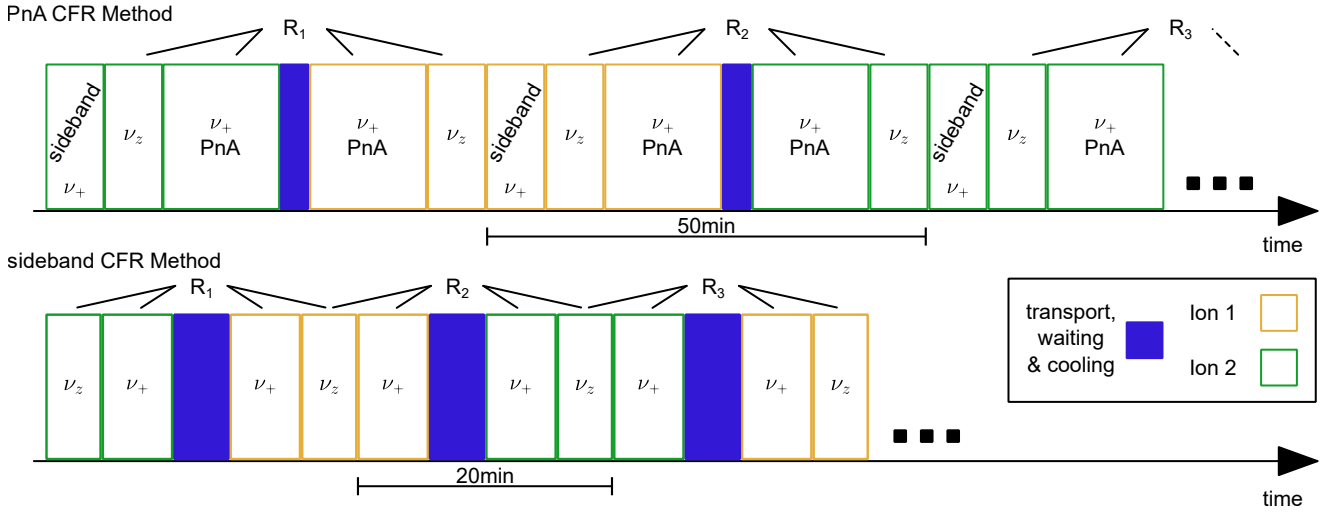 PnA CFR Method
R₁ R₂ R₃
sideband ν₊
ν_z
ν₊ PnA
ν₊ PnA
ν_z
sideband ν₊
ν_z
ν₊ PnA
ν₊ PnA
ν_z
sideband ν₊
ν_z
ν₊ PnA
50min
time
sideband CFR Method
R₁ R₂ R₃
ν_z ν₊ ν₊ ν_z ν₊ ν₊ ν_z ν₊ ν₊ ν_z
20min
time
transport,
waiting
& cooling
Ion 1
Ion 2